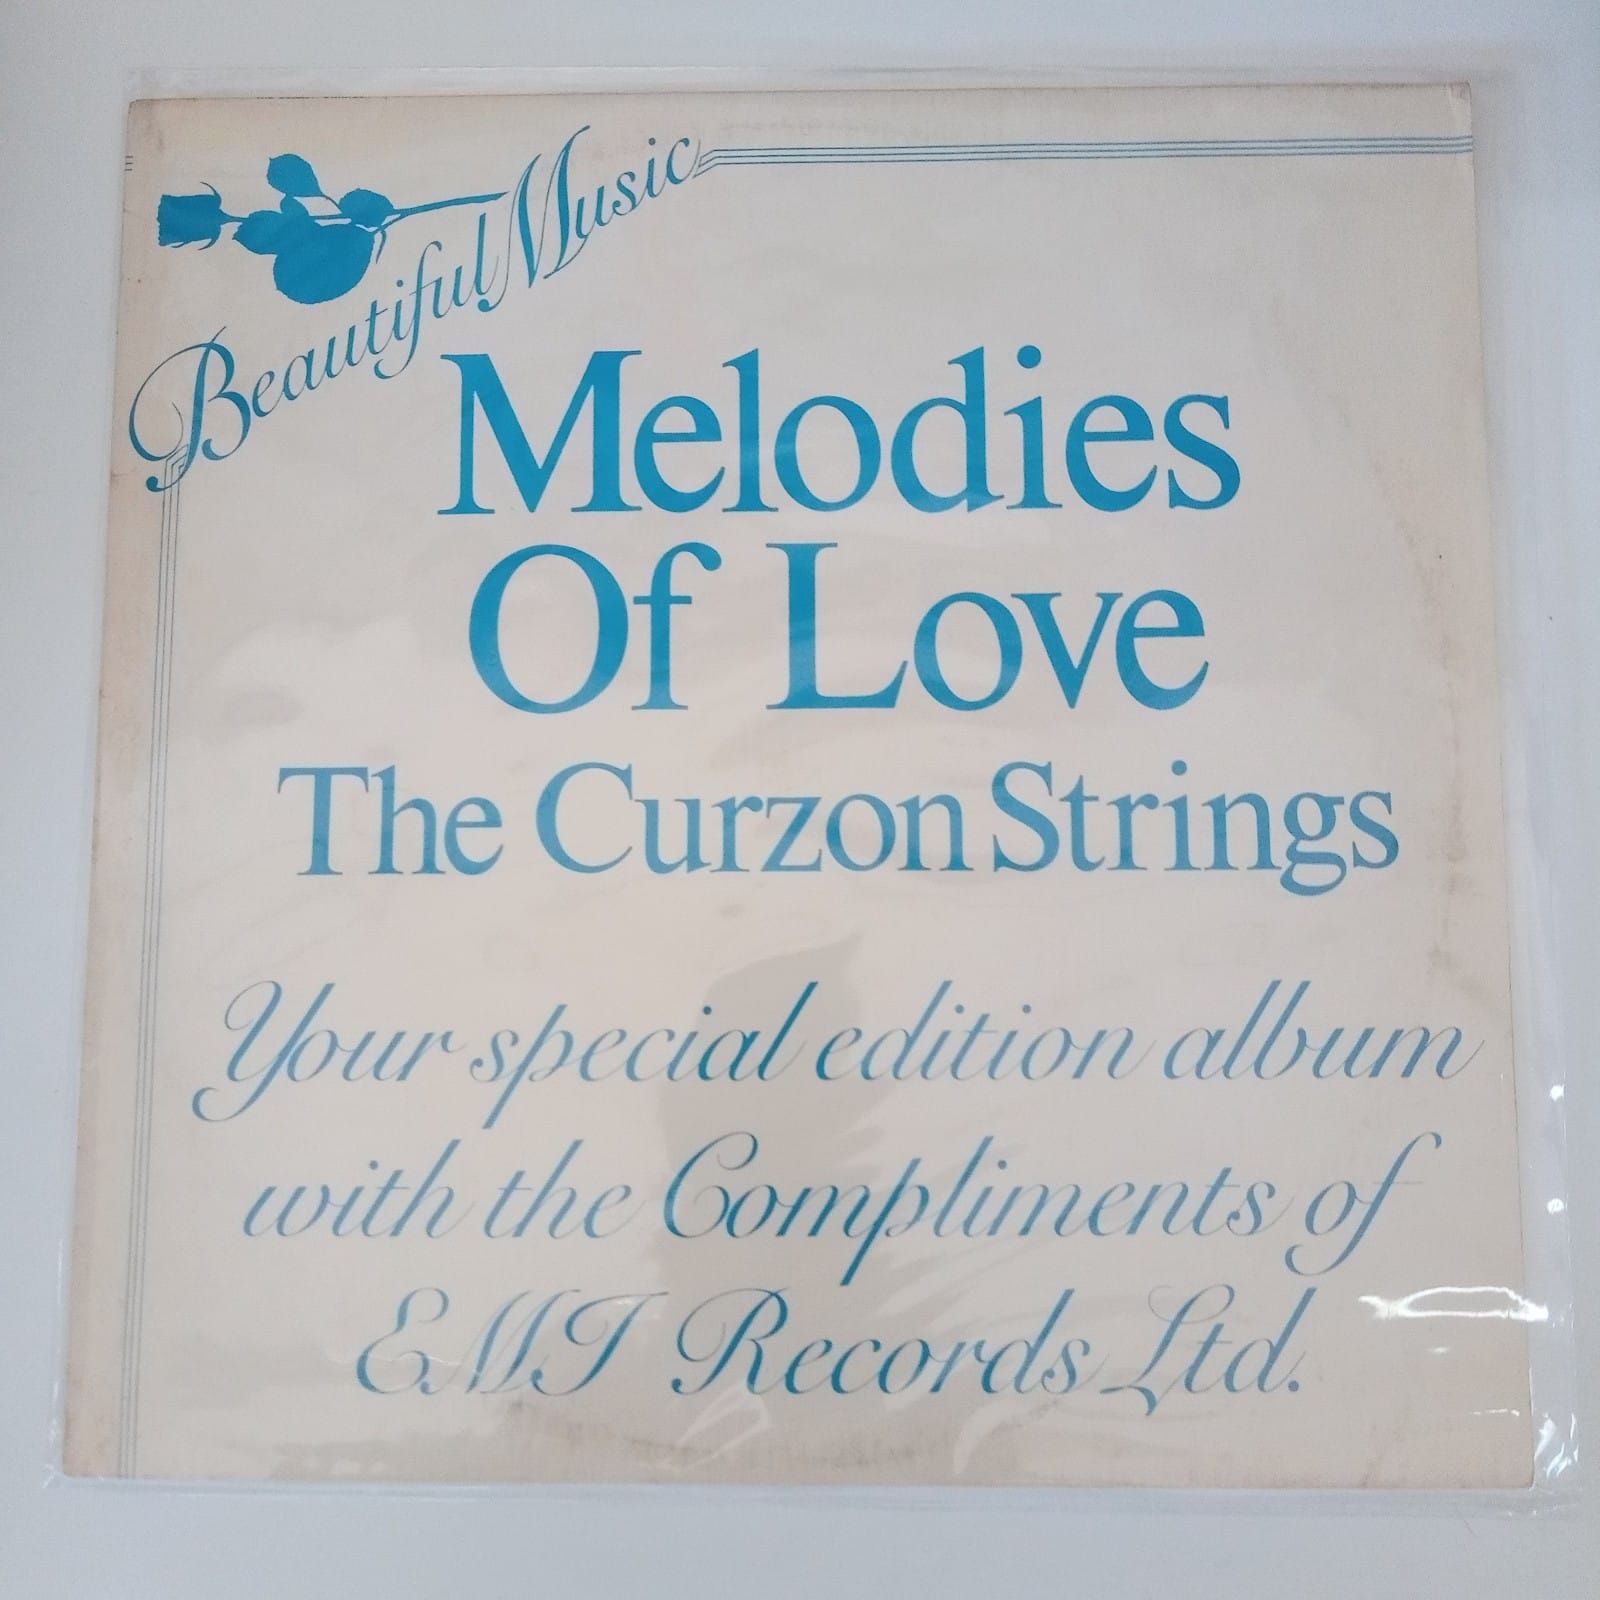 Beautiful Music
Melodies
Of Love
The Curzon Strings
Your special edition album
with the Compliments of
EMI Records Ltd.